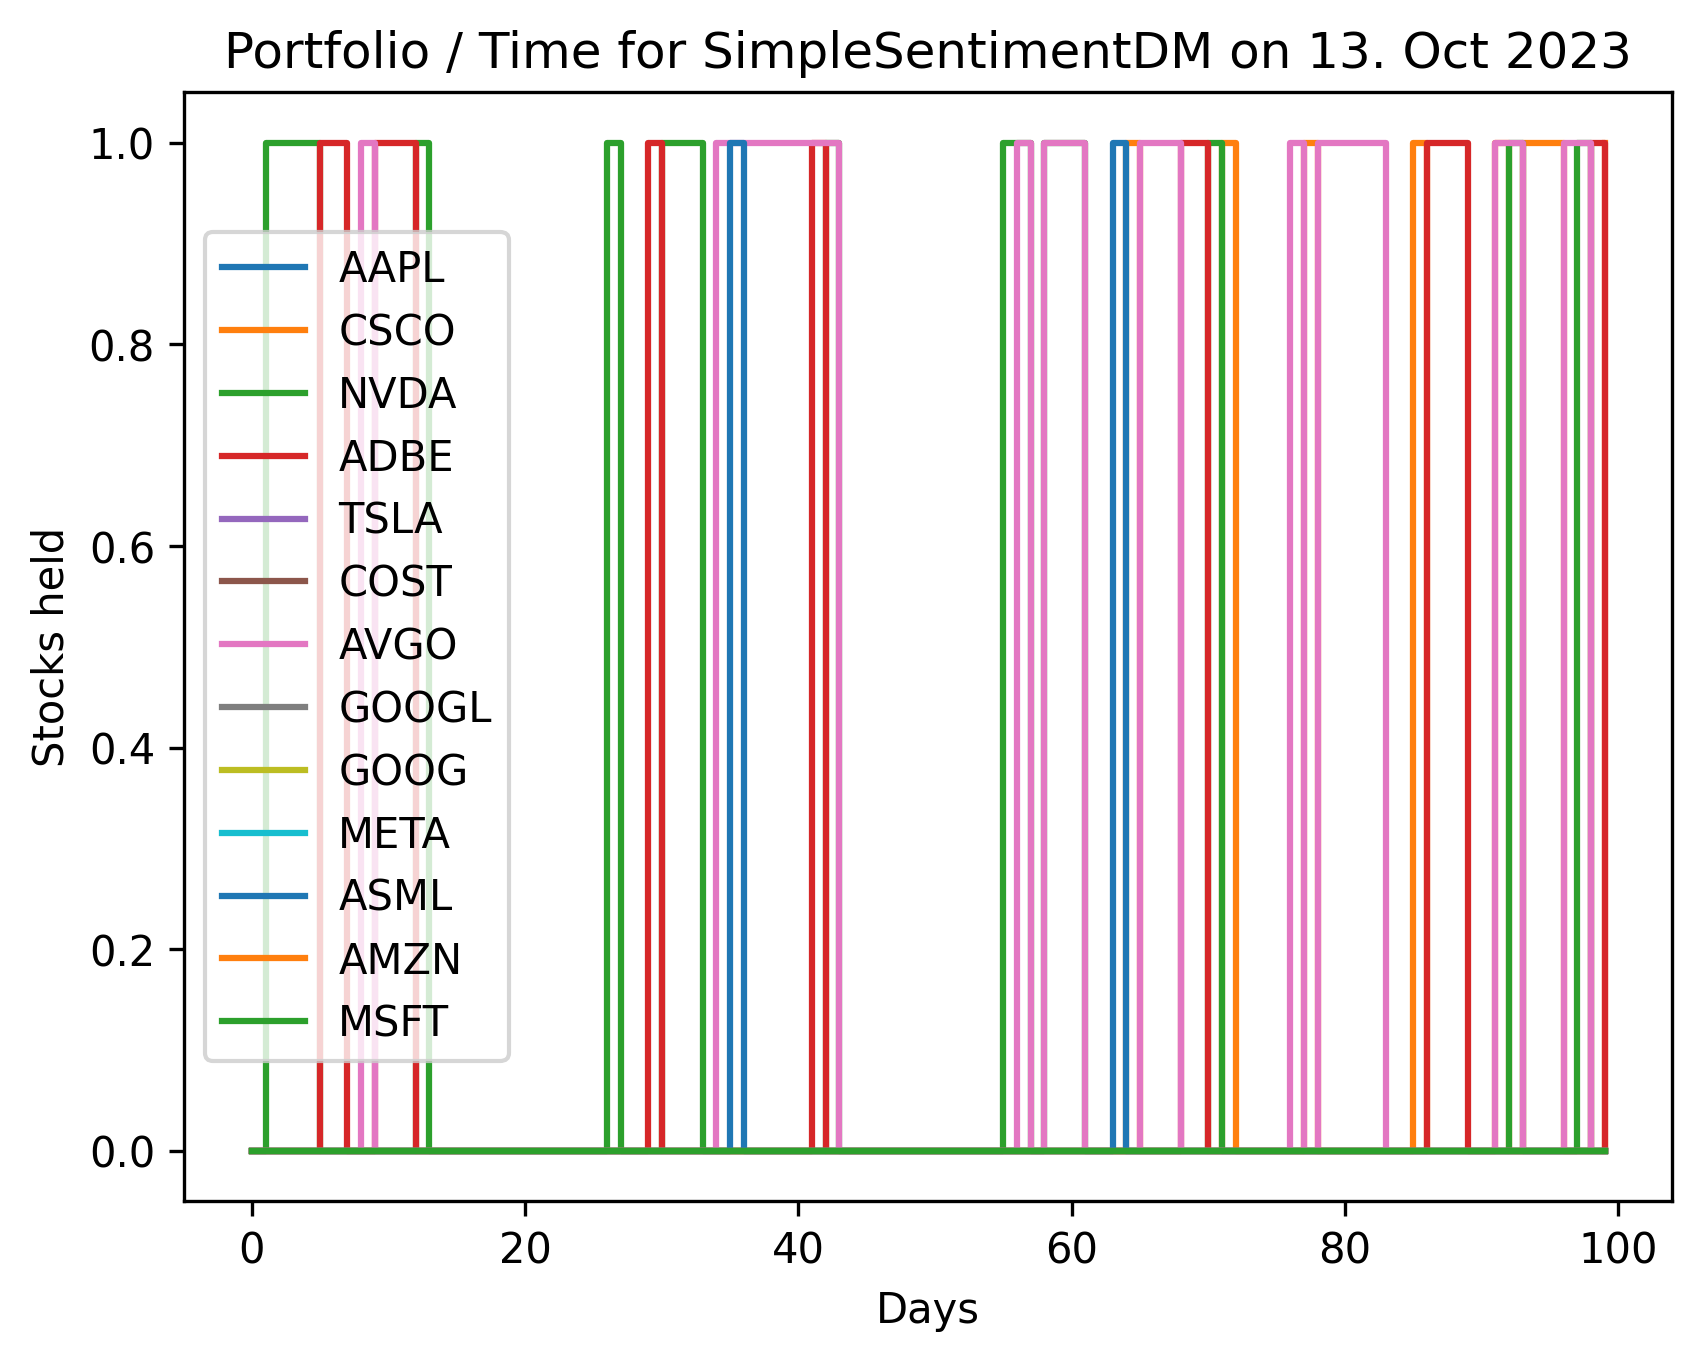 Portfolio / Time for SimpleSentimentDM on 13. Oct 2023
1.0
0.8
0.6
0.4
0.2
0.0
Stocks held
AAPL
CSCO
NVDA
ADBE
TSLA
COST
AVGO
GOOGL
GOOG
META
ASML
AMZN
MSFT
0 20 40 60 80 100
Days